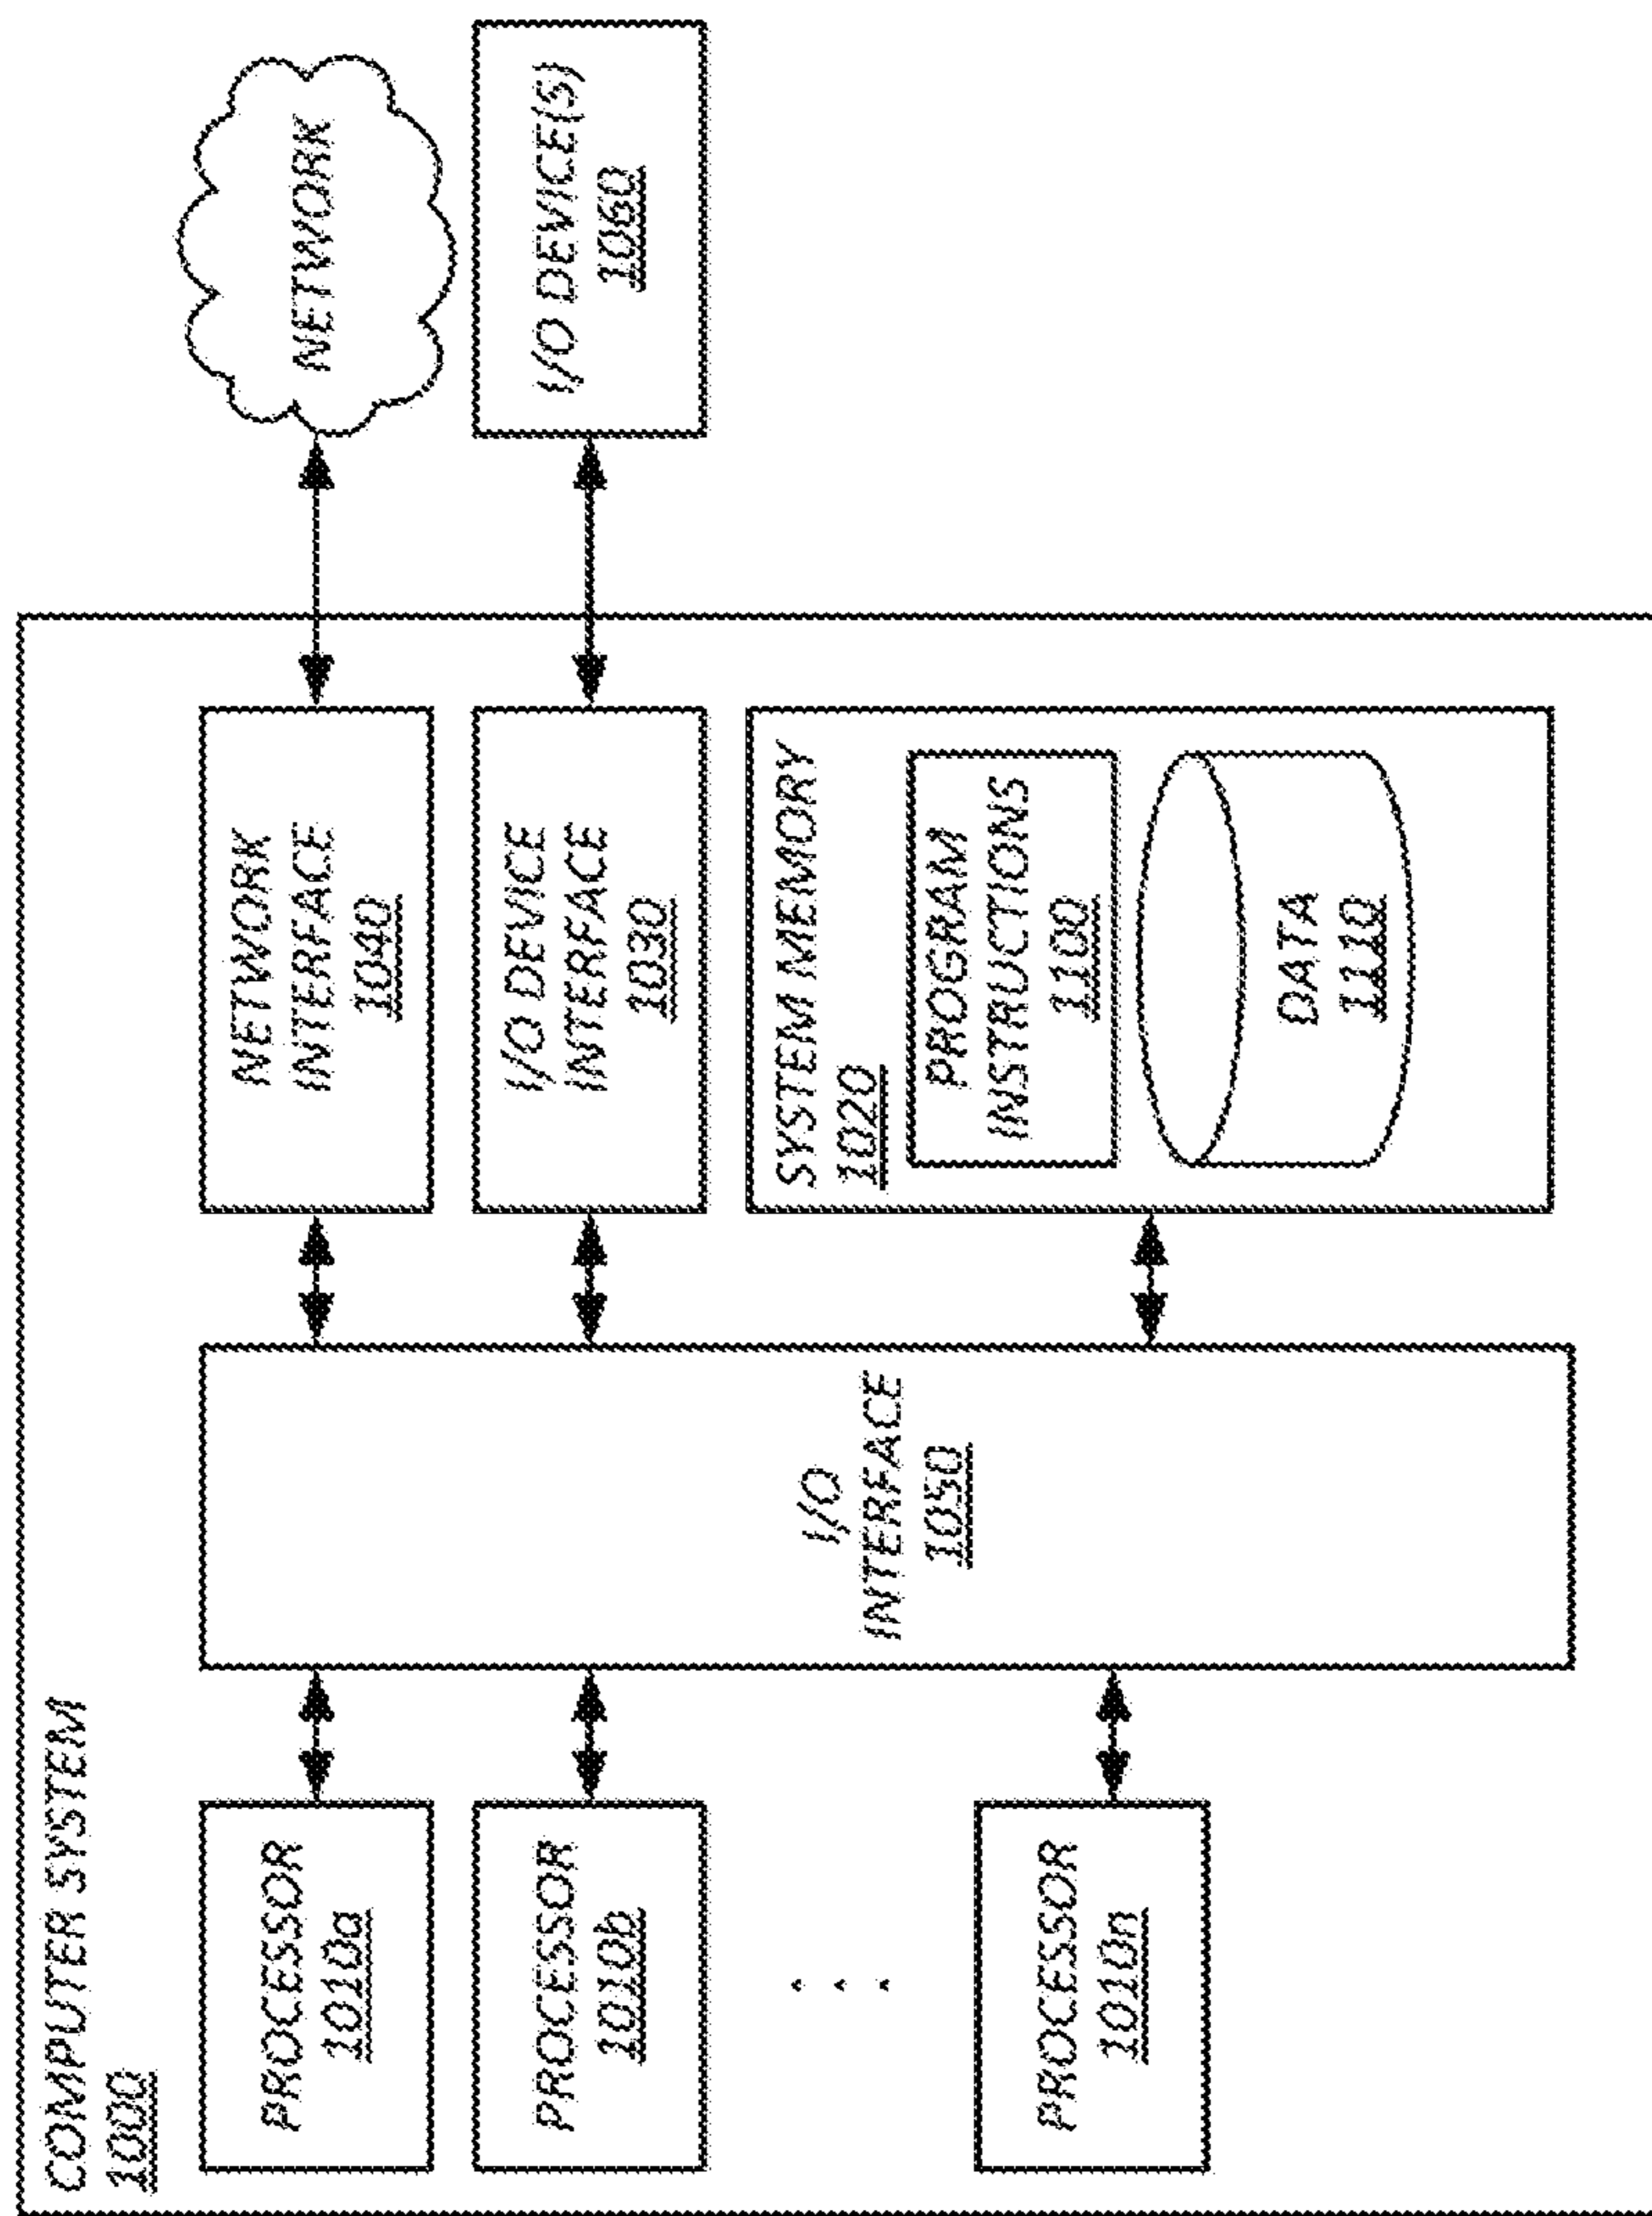 COMPUTER SYSTEM
1000
PROCESSOR
1010a
PROCESSOR
1010b
. . .
PROCESSOR
1010n
I/O
INTERFACE
1050
NETWORK
INTERFACE
1040
I/O DEVICE
INTERFACE
1030
SYSTEM MEMORY
1020
PROGRAM
INSTRUCTIONS
1100
DATA
1110
NETWORK
I/O DEVICE(S)
1060